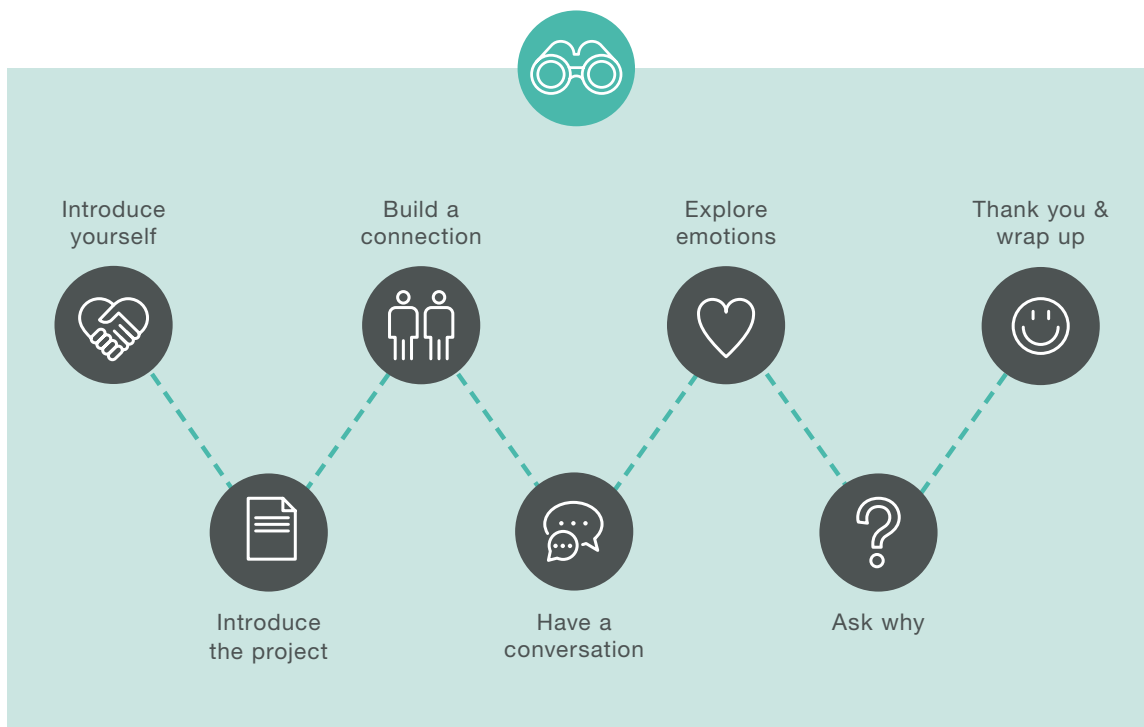 Introduce
yourself
Build a
connection
Explore
emotions
Thank you &
wrap up
Introduce
the project
Have a
conversation
Ask why